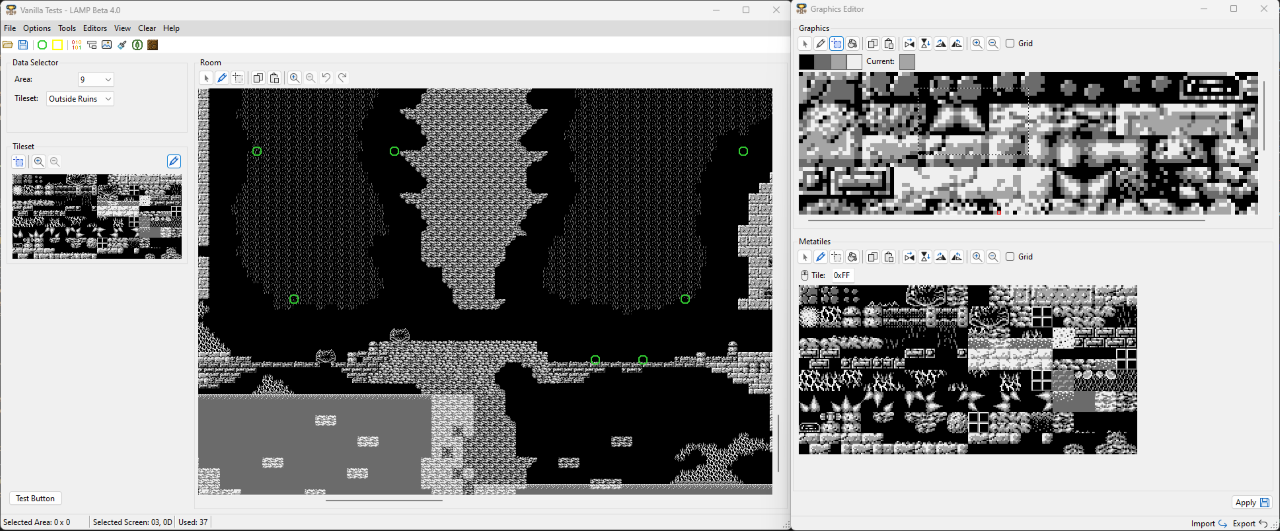 Vanilla Tests - LAMP Beta 4.0
File Options Tools Editors View Clear Help
Data Selector
Area: 9
Tileset: Outside Ruins
Tileset
Test Button
Room
Selected Area: 0 x 0 Selected Screen: 03, 0D Used: 37
Graphics Editor
Graphics
Grid
Current:
Metatiles
Grid
Tile: 0xFF
Apply
Import Export